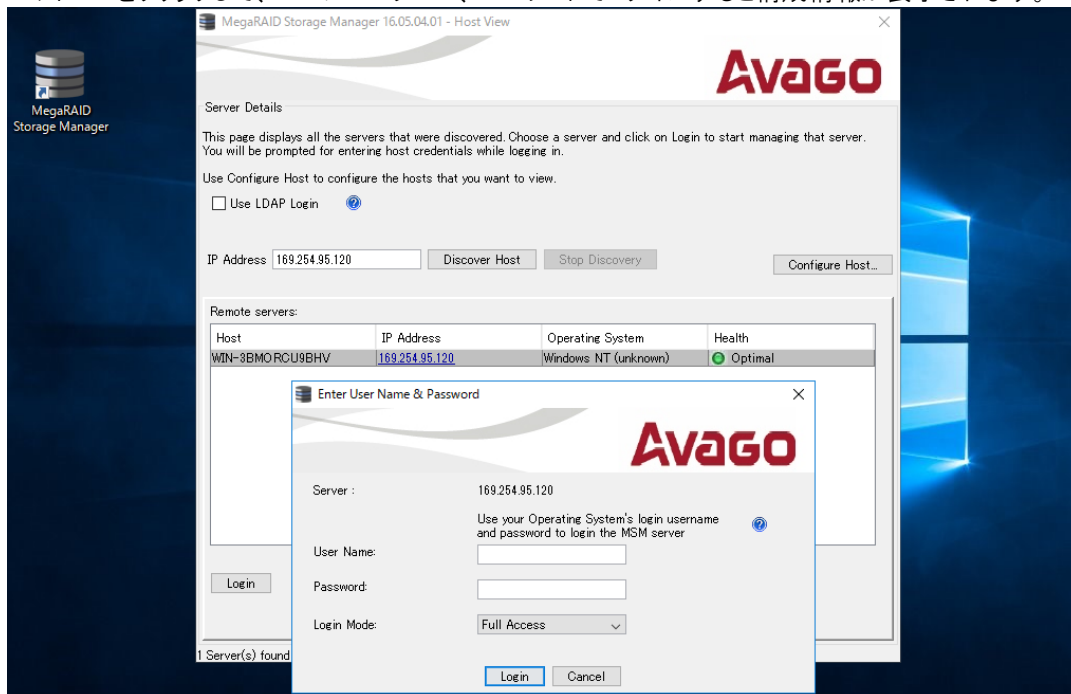 MegaRAID Storage Manager 16.05.04.01 - Host View
MegaRAID
Storage Manager
Avago
Server Details
This page displays all the servers that were discovered. Choose a server and click on Login to start managing that server.
You will be prompted for entering host credentials while logging in.
Use Configure Host to configure the hosts that you want to view.
Use LDAP Login
IP Address 169.254.95.120 Discover Host Stop Discovery Configure Host...
Remote servers:
Host IP Address Operating System Health
WIN-3BMORCU9BHV 169.254.95.120 Windows NT (unknown) Optimal
Enter User Name & Password
Avago
Server : 169.254.95.120
Use your Operating System's login username
and password to login the MSM server
User Name:
Password:
Login Mode: Full Access
Login Cancel
Login
1 Server(s) found